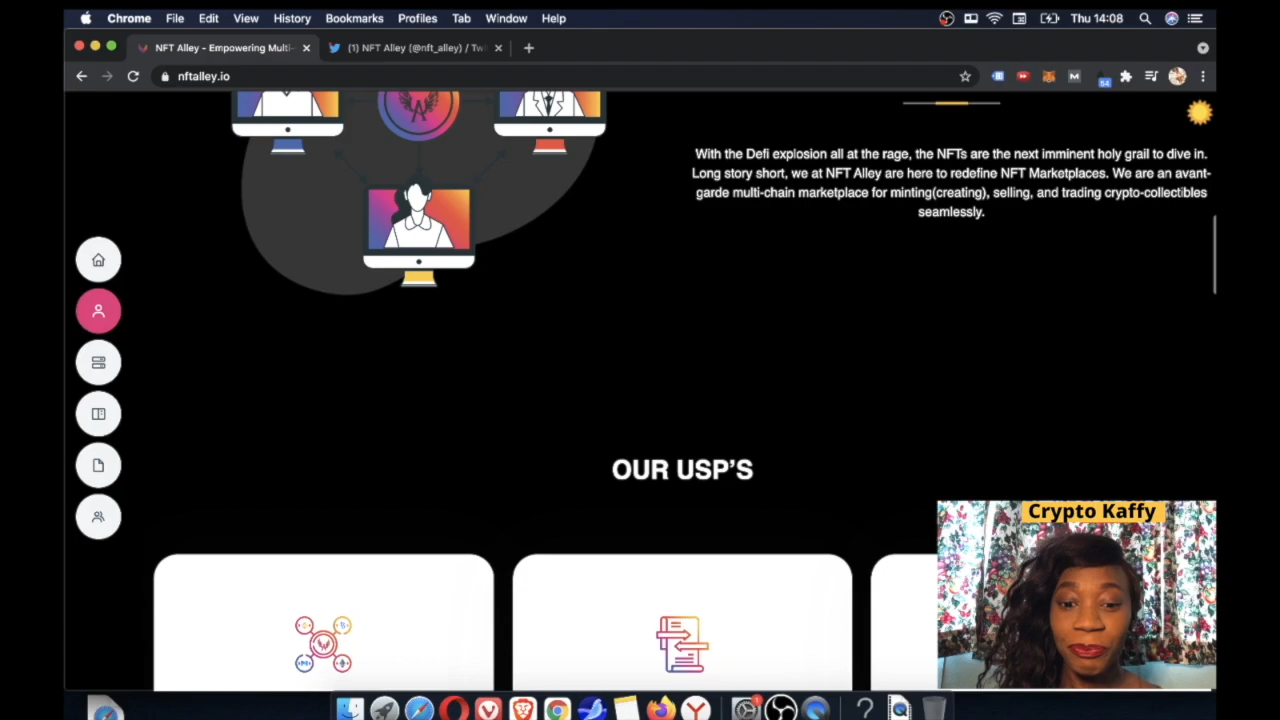 Chrome File Edit View History Bookmarks Profiles Tab Window Help Thu 14:08
NFT Alley - Empowering Multi- (1) NFT Alley (@nft_alley) / Tw
nftalley.io
54
With the Defi explosion all at the rage, the NFTs are the next imminent holy grail to dive in.
Long story short, we at NFT Alley are here to redefine NFT Marketplaces. We are an avant-
garde multi-chain marketplace for minting(creating), selling, and trading crypto-collectibles
seamlessly.
OUR USP'S
Crypto Kaffy